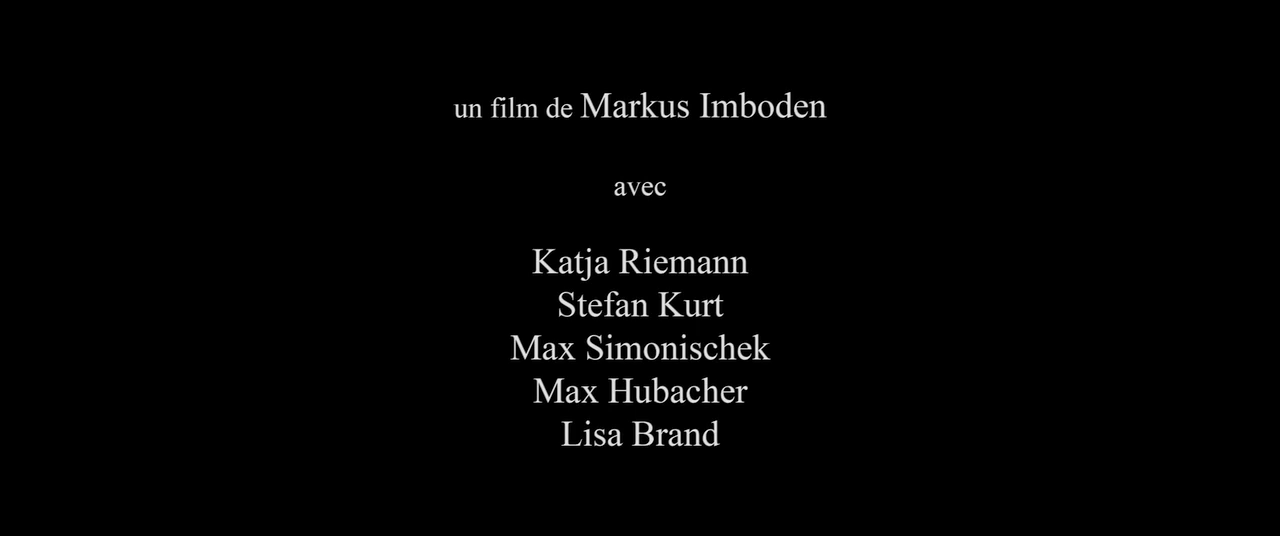 un film de Markus Imboden
avec
Katja Riemann
Stefan Kurt
Max Simonischek
Max Hubacher
Lisa Brand